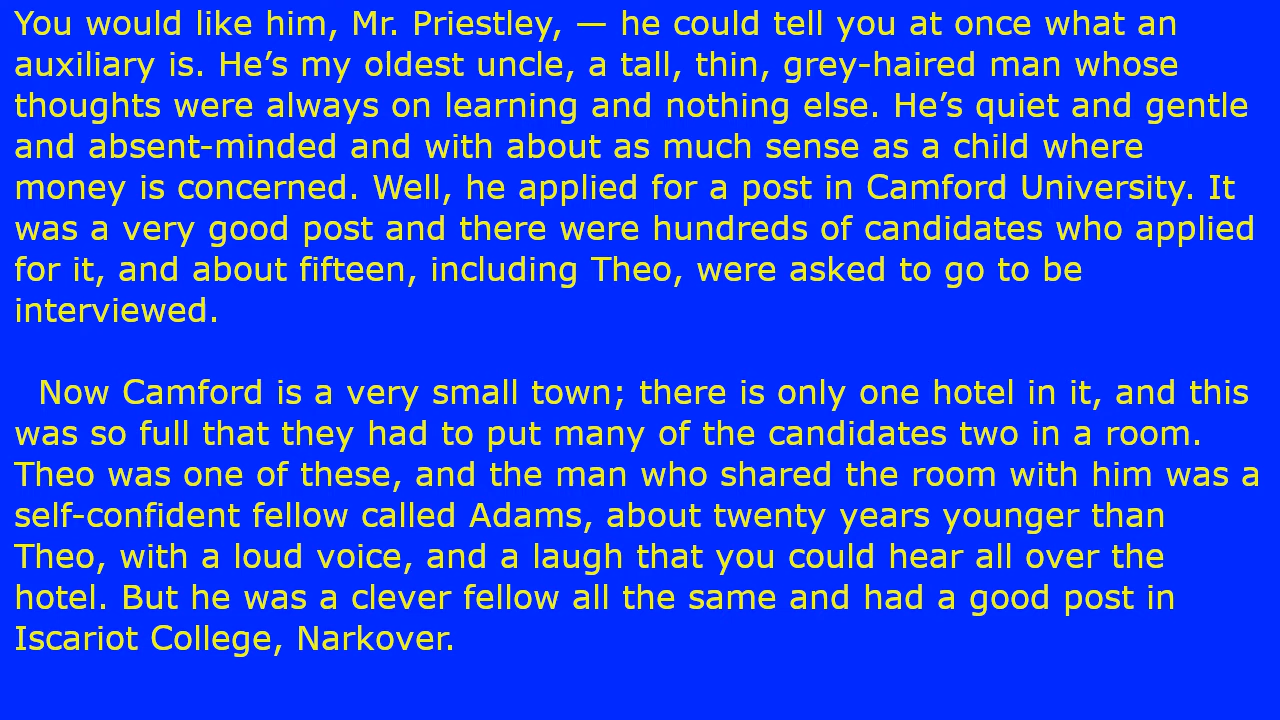 You would like him, Mr. Priestley, — he could tell you at once what an
auxiliary is. He’s my oldest uncle, a tall, thin, grey-haired man whose
thoughts were always on learning and nothing else. He’s quiet and gentle
and absent-minded and with about as much sense as a child where
money is concerned. Well, he applied for a post in Camford University. It
was a very good post and there were hundreds of candidates who applied
for it, and about fifteen, including Theo, were asked to go to be
interviewed.
Now Camford is a very small town; there is only one hotel in it, and this
was so full that they had to put many of the candidates two in a room.
Theo was one of these, and the man who shared the room with him was a
self-confident fellow called Adams, about twenty years younger than
Theo, with a loud voice, and a laugh that you could hear all over the
hotel. But he was a clever fellow all the same and had a good post in
Iscariot College, Narkover.